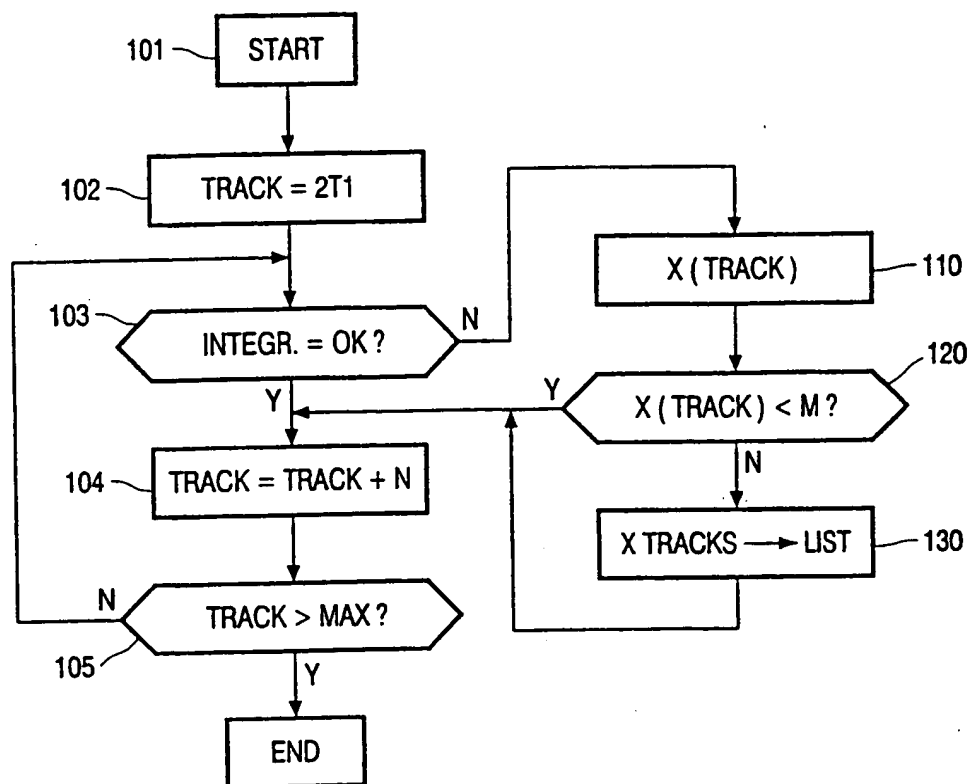 101
START
102
TRACK = 2T1
103
INTEGR. = OK ?
N
Y
X ( TRACK )
110
120
X ( TRACK ) < M ?
Y
N
104
TRACK = TRACK + N
X TRACKS → LIST
130
N
TRACK > MAX ?
105
Y
END